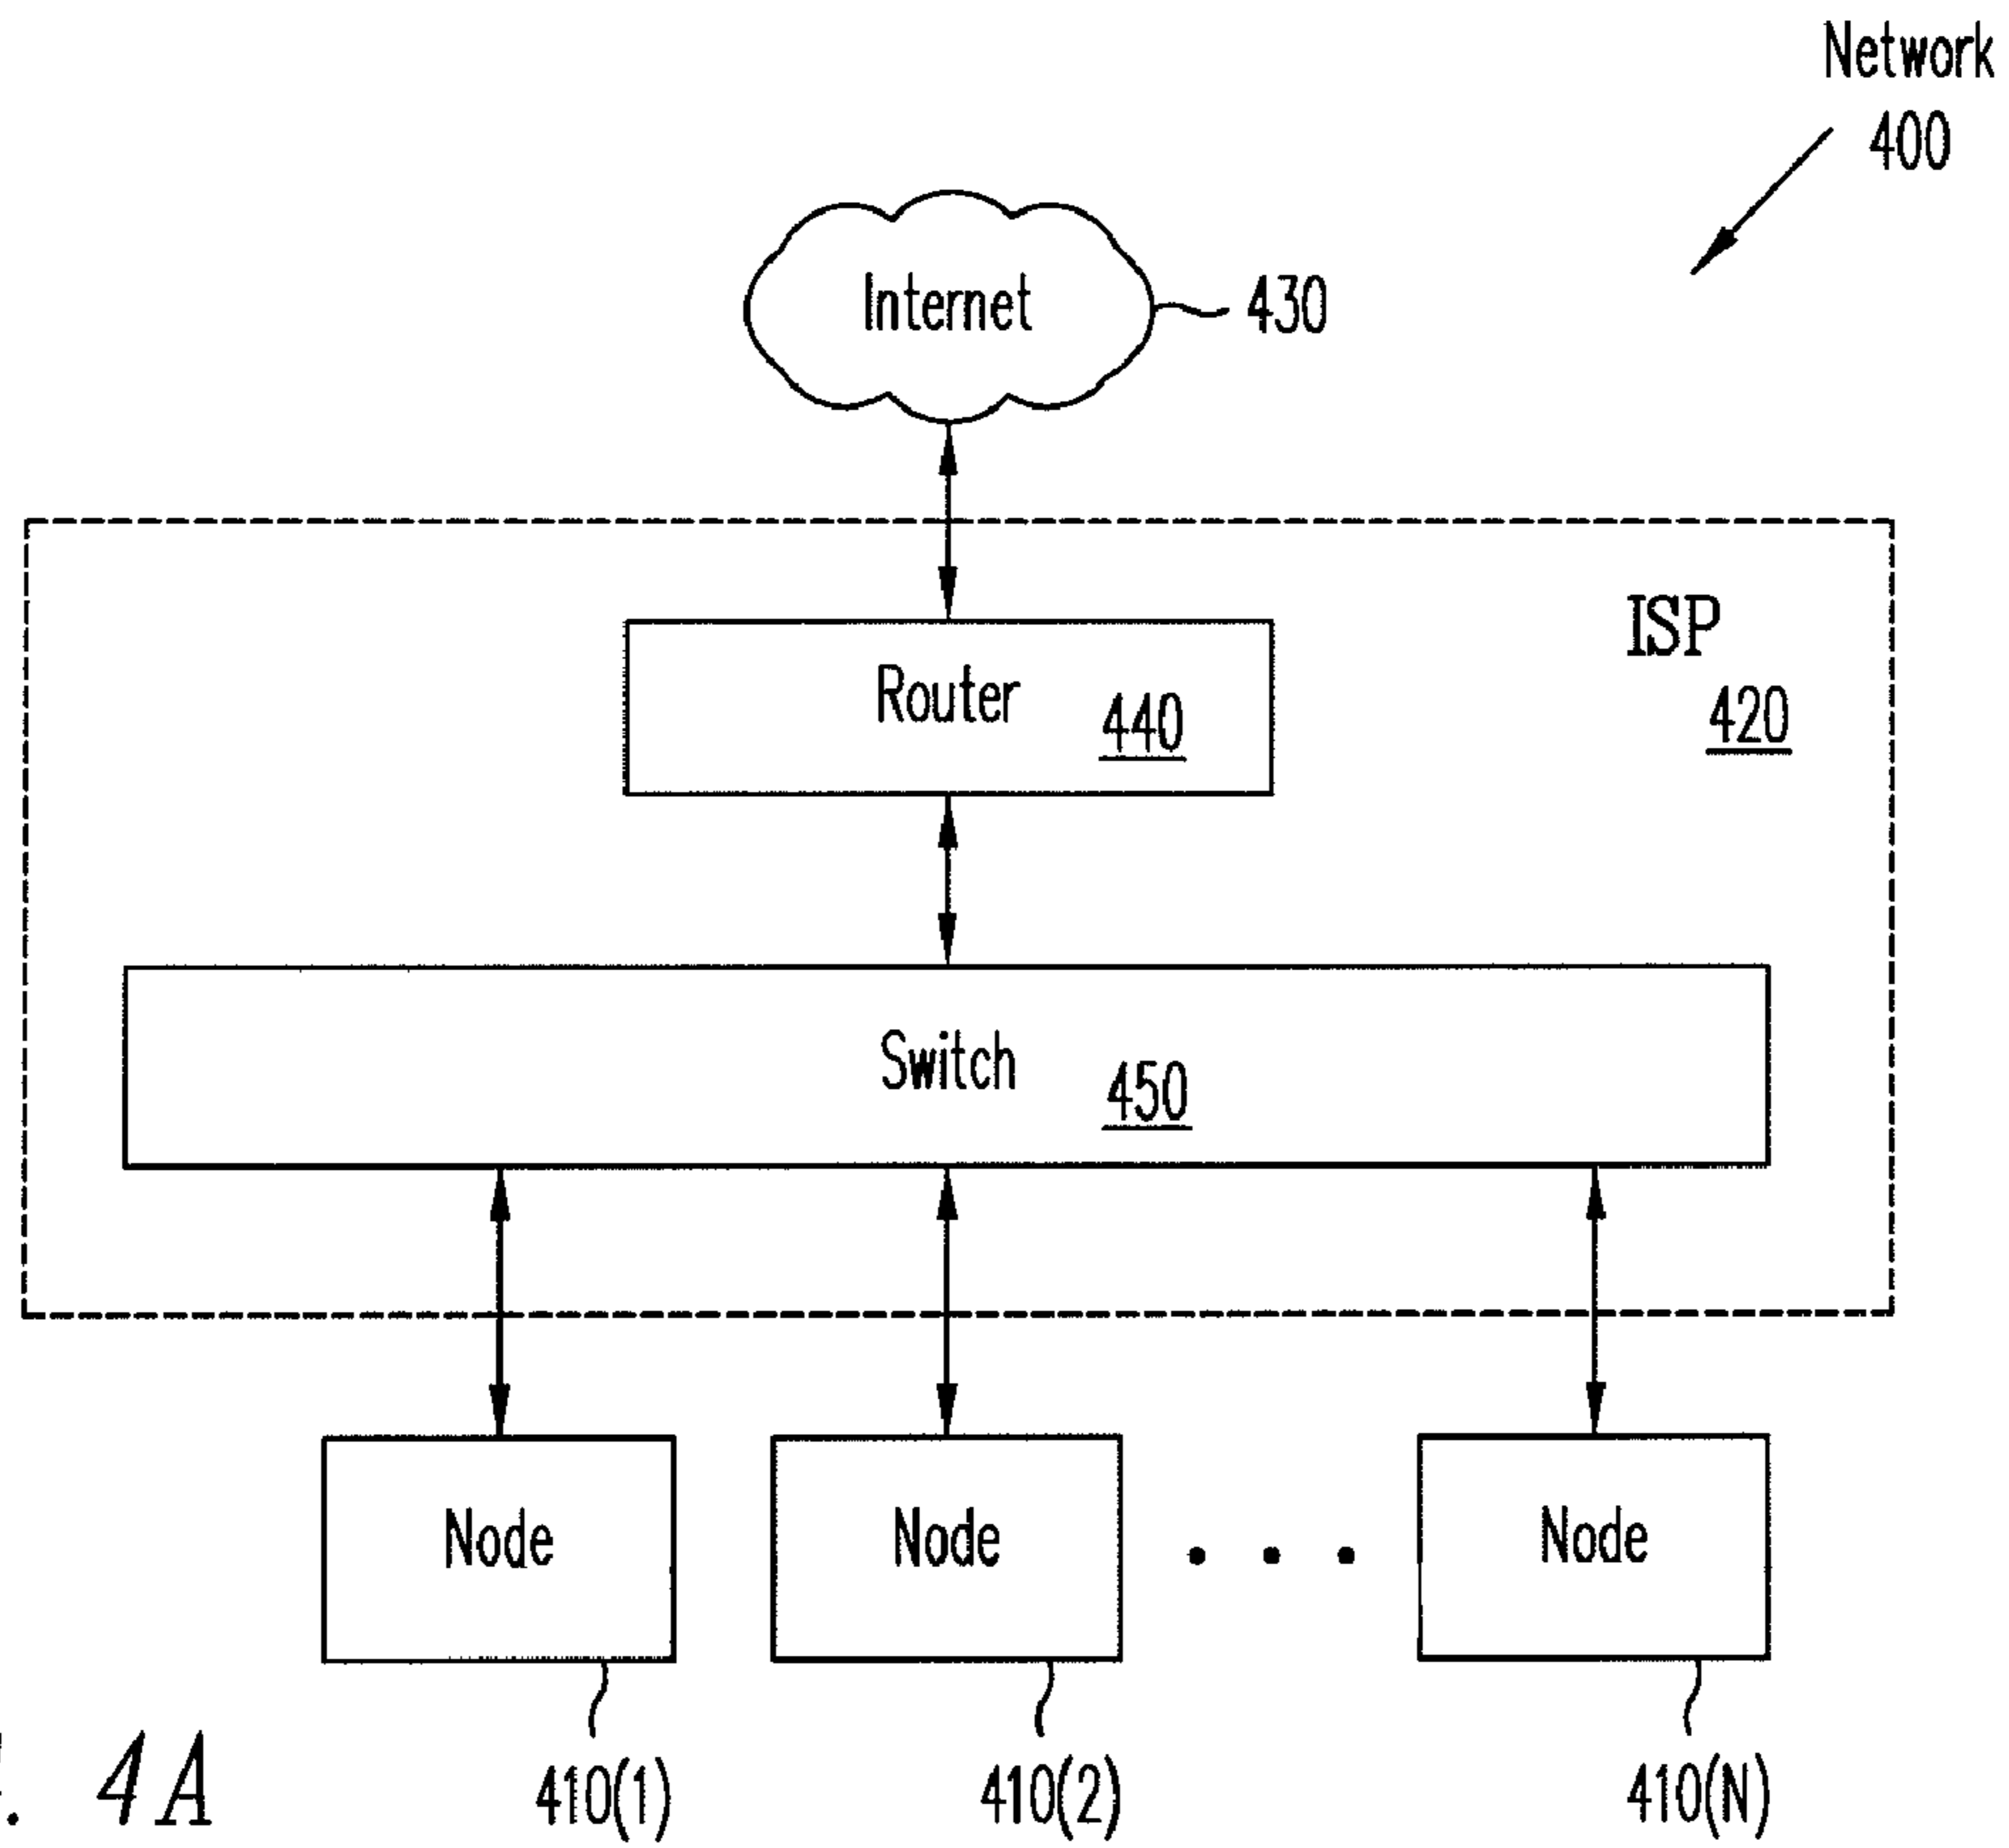 Network
400
Internet
430
ISP
420
Router
440
Switch
450
Node
Node
Node
410(1)
410(2)
410(N)
. 4A